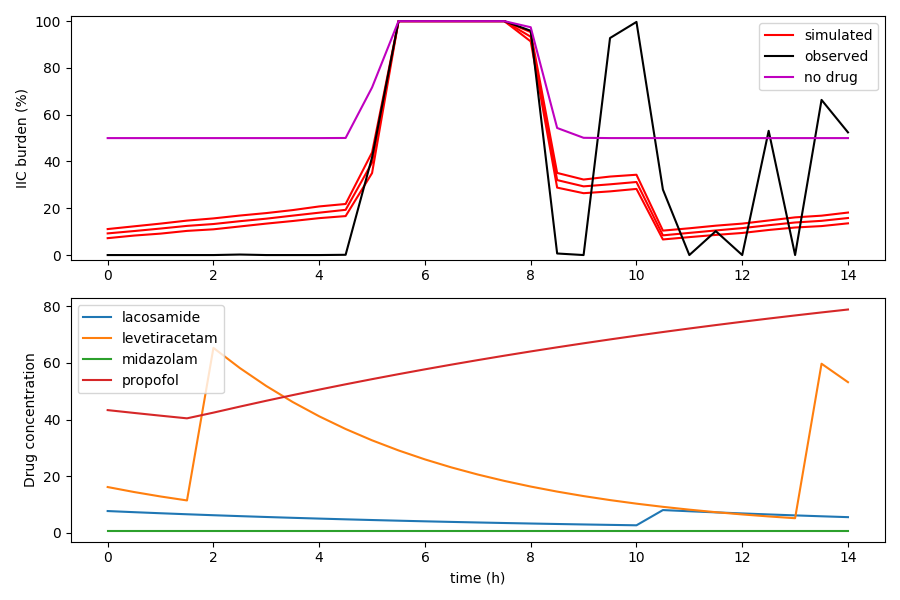 100
80
60
40
20
0
IIC burden (%)
simulated
observed
no drug
0 2 4 6 8 10 12 14
80
60
40
20
0
Drug concentration
lacosamide
levetiracetam
midazolam
propofol
0 2 4 6 8 10 12 14
time (h)